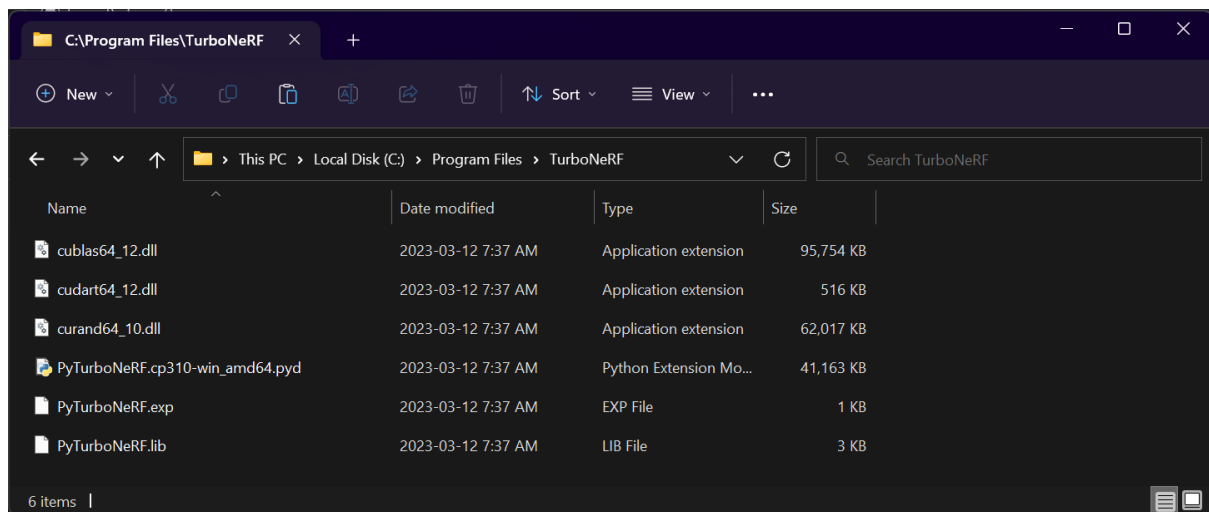 C:\Program Files\TurboNeRF
New
Sort
View
This PC > Local Disk (C:) > Program Files > TurboNeRF
Search TurboNeRF
Name Date modified Type Size
cublas64_12.dll 2023-03-12 7:37 AM Application extension 95,754 KB
cudart64_12.dll 2023-03-12 7:37 AM Application extension 516 KB
curand64_10.dll 2023-03-12 7:37 AM Application extension 62,017 KB
PyTurboNeRF.cp310-win_amd64.pyd 2023-03-12 7:37 AM Python Extension Mo... 41,163 KB
PyTurboNeRF.exp 2023-03-12 7:37 AM EXP File 1 KB
PyTurboNeRF.lib 2023-03-12 7:37 AM LIB File 3 KB
6 items